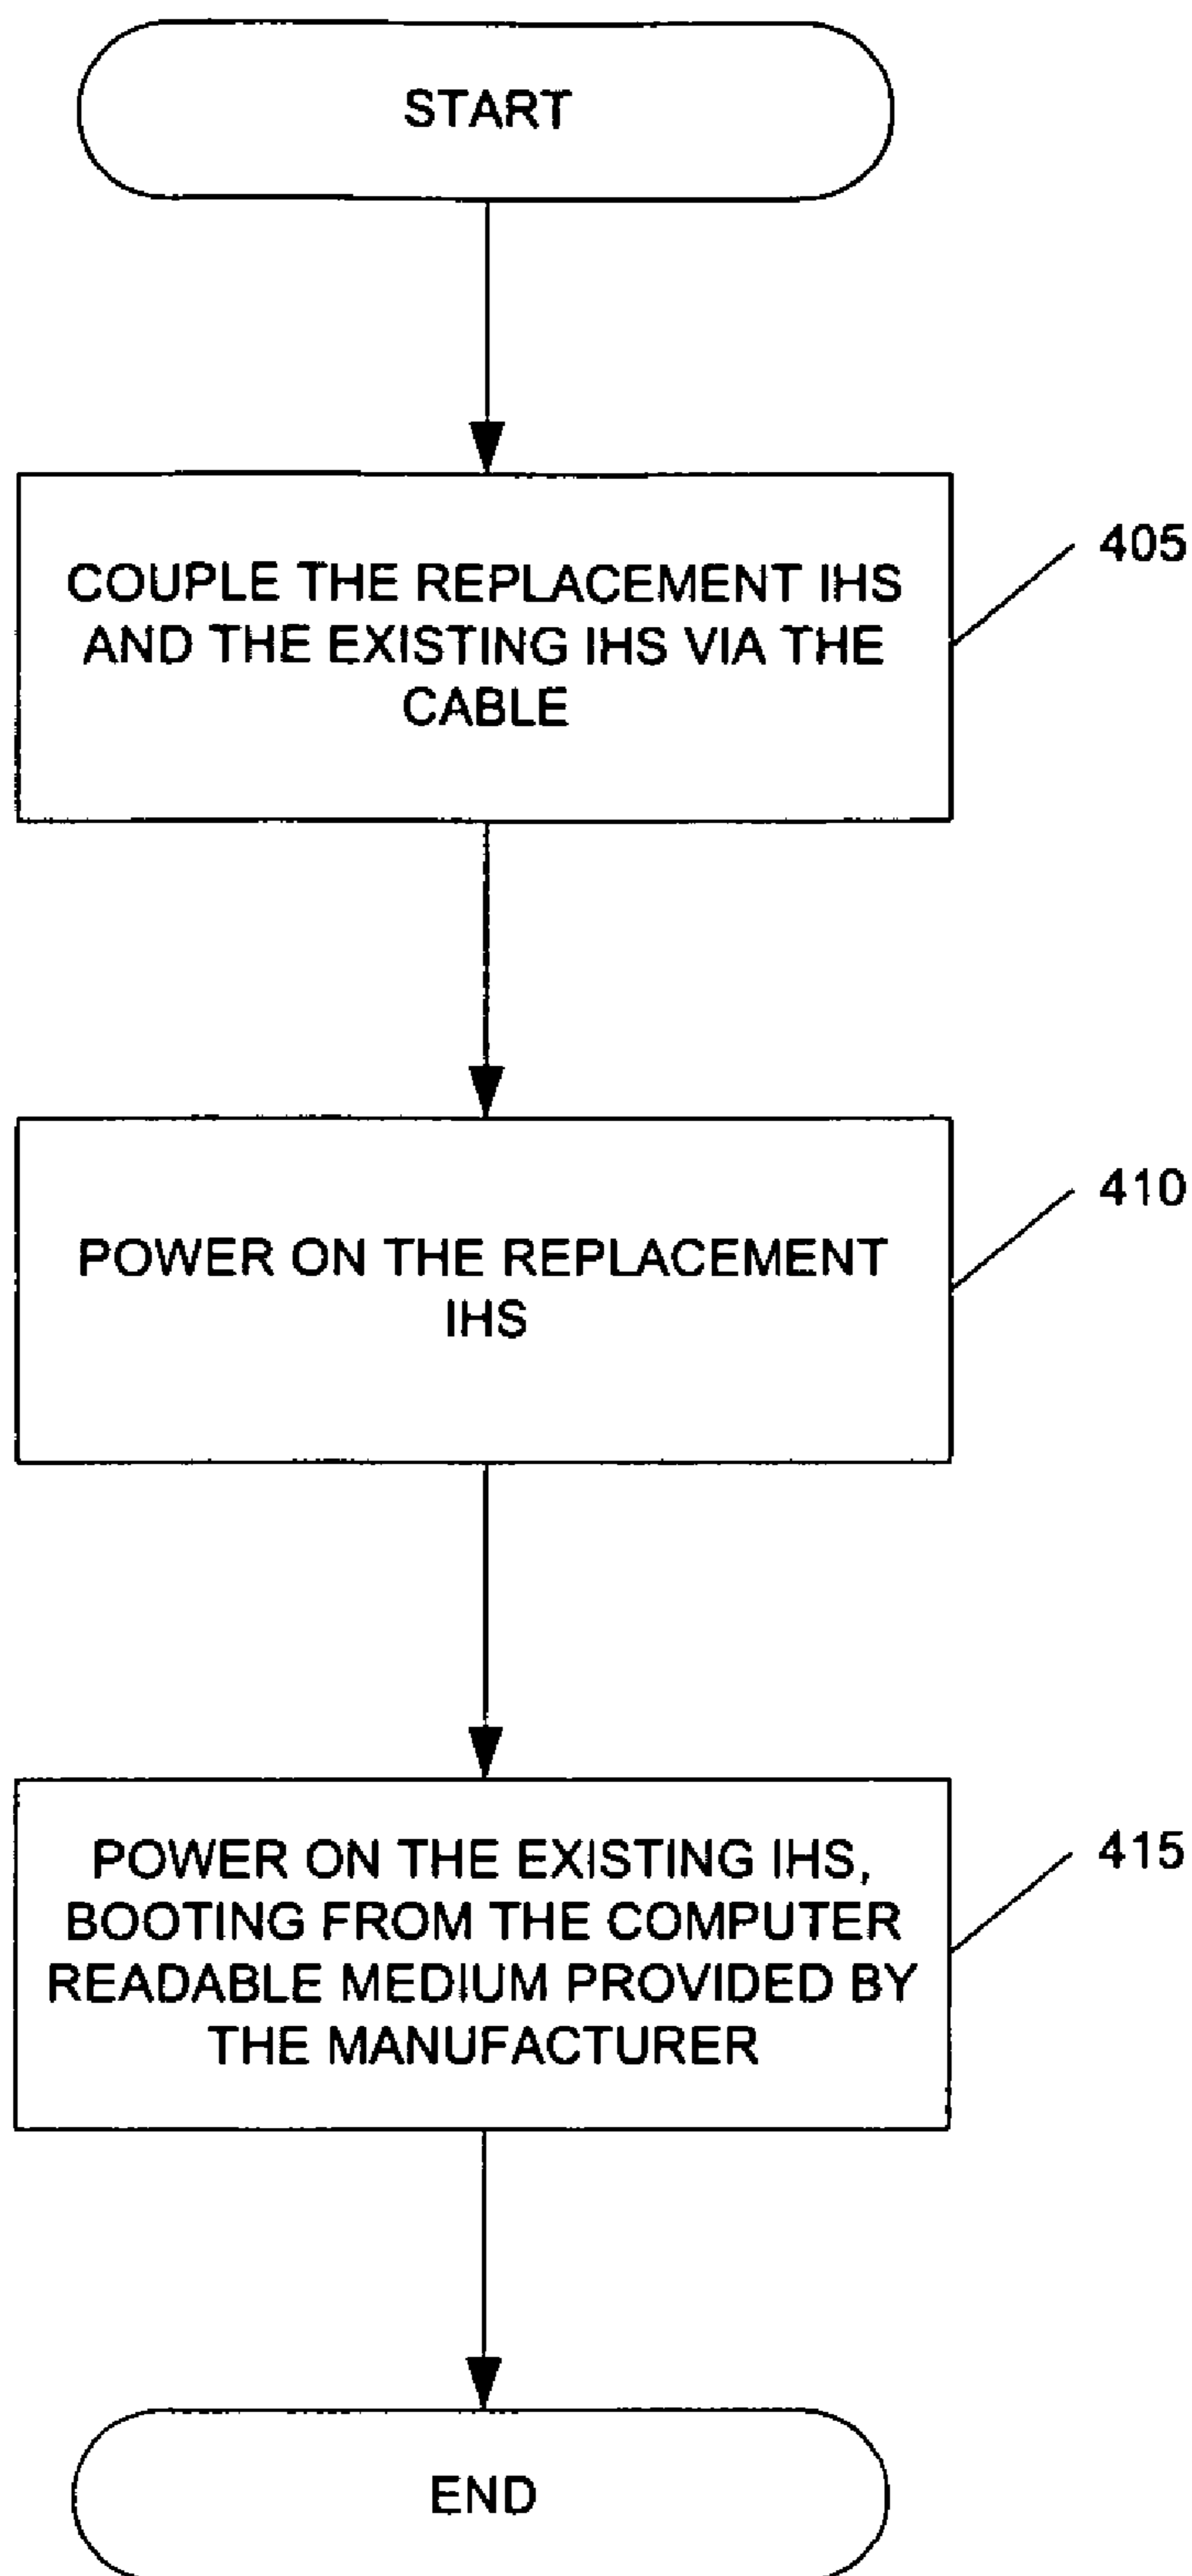 START
COUPLE THE REPLACEMENT IHS
AND THE EXISTING IHS VIA THE
CABLE
405
POWER ON THE REPLACEMENT
IHS
410
POWER ON THE EXISTING IHS,
BOOTING FROM THE COMPUTER
READABLE MEDIUM PROVIDED BY
THE MANUFACTURER
415
END